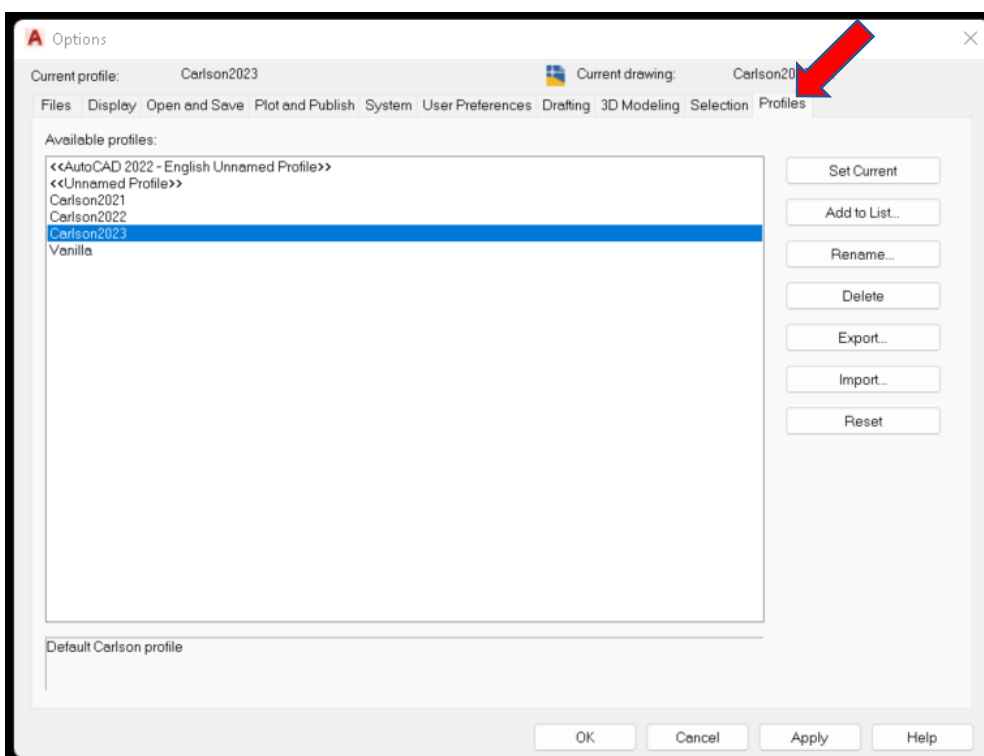 A Options
Current profile: Carlson2023 Current drawing: Carlson20
Files Display Open and Save Plot and Publish System User Preferences Drafting 3D Modeling Selection Profiles
Available profiles:
<<AutoCAD 2022 - English Unnamed Profile>>
<<Unnamed Profile>>
Carlson2021
Carlson2022
Carlson2023
Vanilla
Set Current
Add to List...
Rename...
Delete
Export...
Import...
Reset
Default Carlson profile
OK Cancel Apply Help